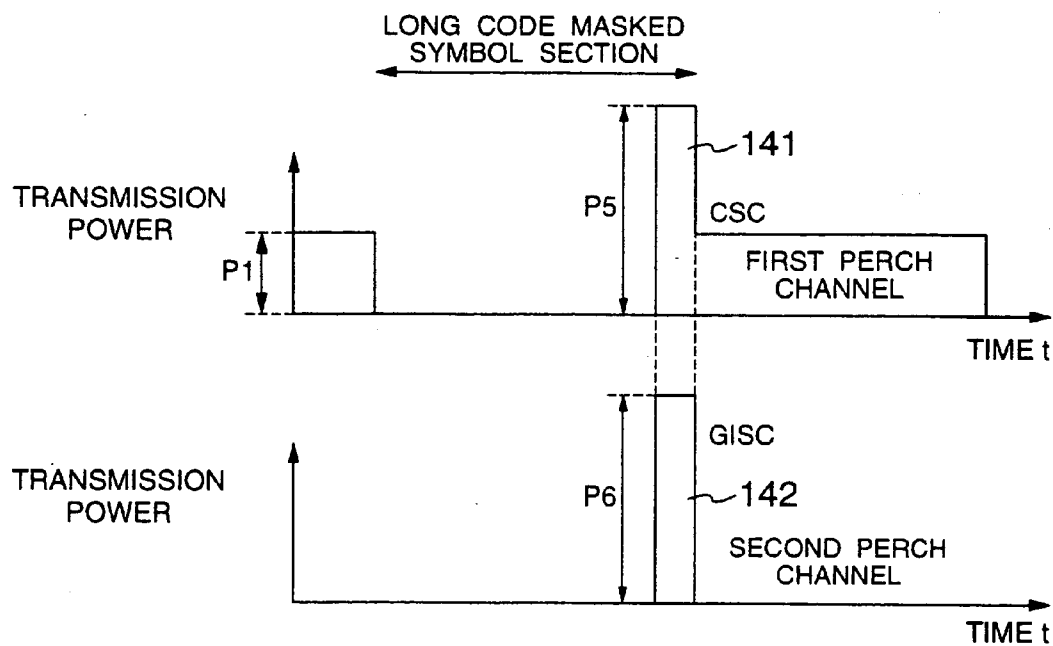 LONG CODE MASKED
SYMBOL SECTION
141
TRANSMISSION
POWER
P5
CSC
P1
FIRST PERCH
CHANNEL
TIME t
GISC
TRANSMISSION
POWER
P6
142
SECOND PERCH
CHANNEL
TIME t